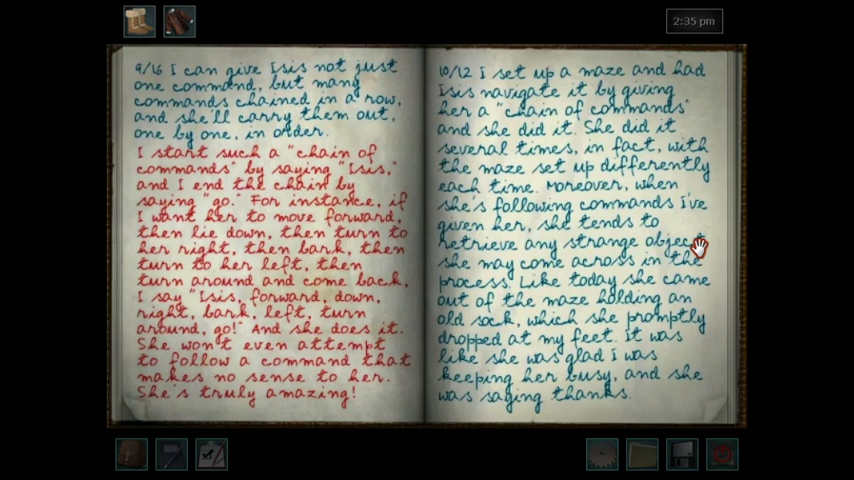 2:35 pm
9/16 I can give Isis not just
one command, but many
commands chained in a row,
and she'll carry them out,
one by one, in order.
I start such a "chain of
commands" by saying "Isis,"
and I end the chain by
saying "go." For instance, if
I want her to move forward,
then lie down, then turn to
her right, then bark, then
turn to her left, then
turn around and come back,
I say "Isis, forward, down,
right, bark, left, turn
around, go!" And she does it.
She won't even attempt
to follow a command that
makes no sense to her.
She's truly amazing!
10/12 I set up a maze and had
Isis navigate it by giving
her a "chain of commands"
and she did it. She did it
several times, in fact, with
the maze set up differently
each time. Moreover, when
she's following commands I've
given her, she tends to
retrieve any strange object
she may come across in the
process. Like today she came
out of the maze holding an
old sock, which she promptly
dropped at my feet. It was
like she was glad I was
keeping her busy, and she
was saying thanks.